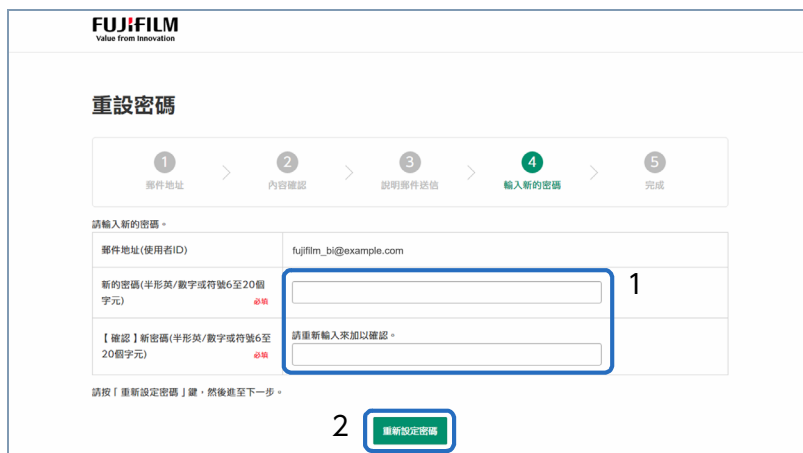 FUJIFILM
Value from Innovation
重設密碼
1
2
3
4
5
郵件地址
內容確認
說明郵件送信
輸入新的密碼
完成
請輸入新的密碼。
郵件地址(使用者ID)
fujifilm_bi@example.com
新的密碼(半形英/數字或符號6至20個
字元)
必填
1
【確認】新密碼(半形英/數字或符號6至
20個字元)
必填
請重新輸入來加以確認。
請按「重新設定密碼」鍵,然後進至下一步。
2
重新設定密碼